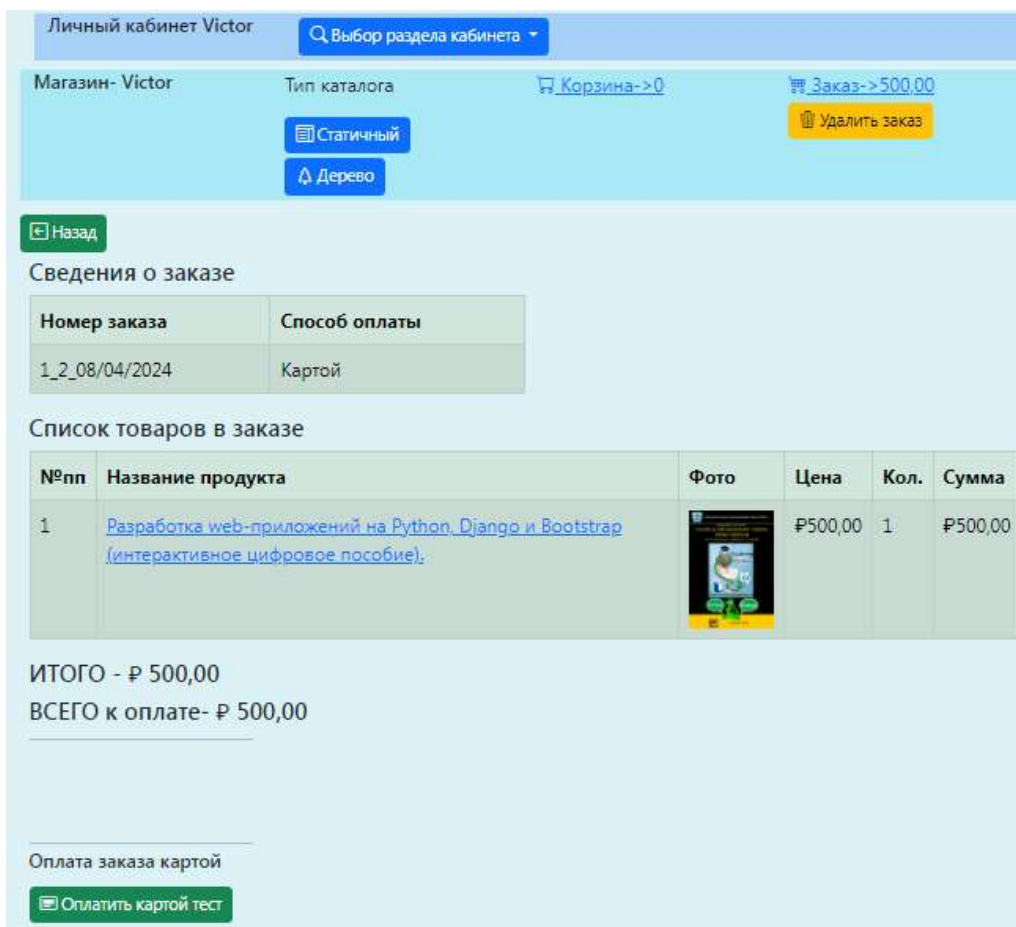 Личный кабинет Victor
Выбор раздела кабинета
Магазин- Victor
Тип каталога
Корзина->0
Заказ->500,00
Удалить заказ
Статичный
Дерево
Назад
Сведения о заказе
Номер заказа Способ оплаты
1_2_08/04/2024 Картой
Список товаров в заказе
№пп Название продукта Фото Цена Кол. Сумма
1 Разработка web-приложений на Python, Django и Bootstrap ₽500,00 1 ₽500,00
(интерактивное цифровое пособие).
ИТОГО - ₽ 500,00
ВСЕГО к оплате- ₽ 500,00
Оплата заказа картой
Оплатить картой тест